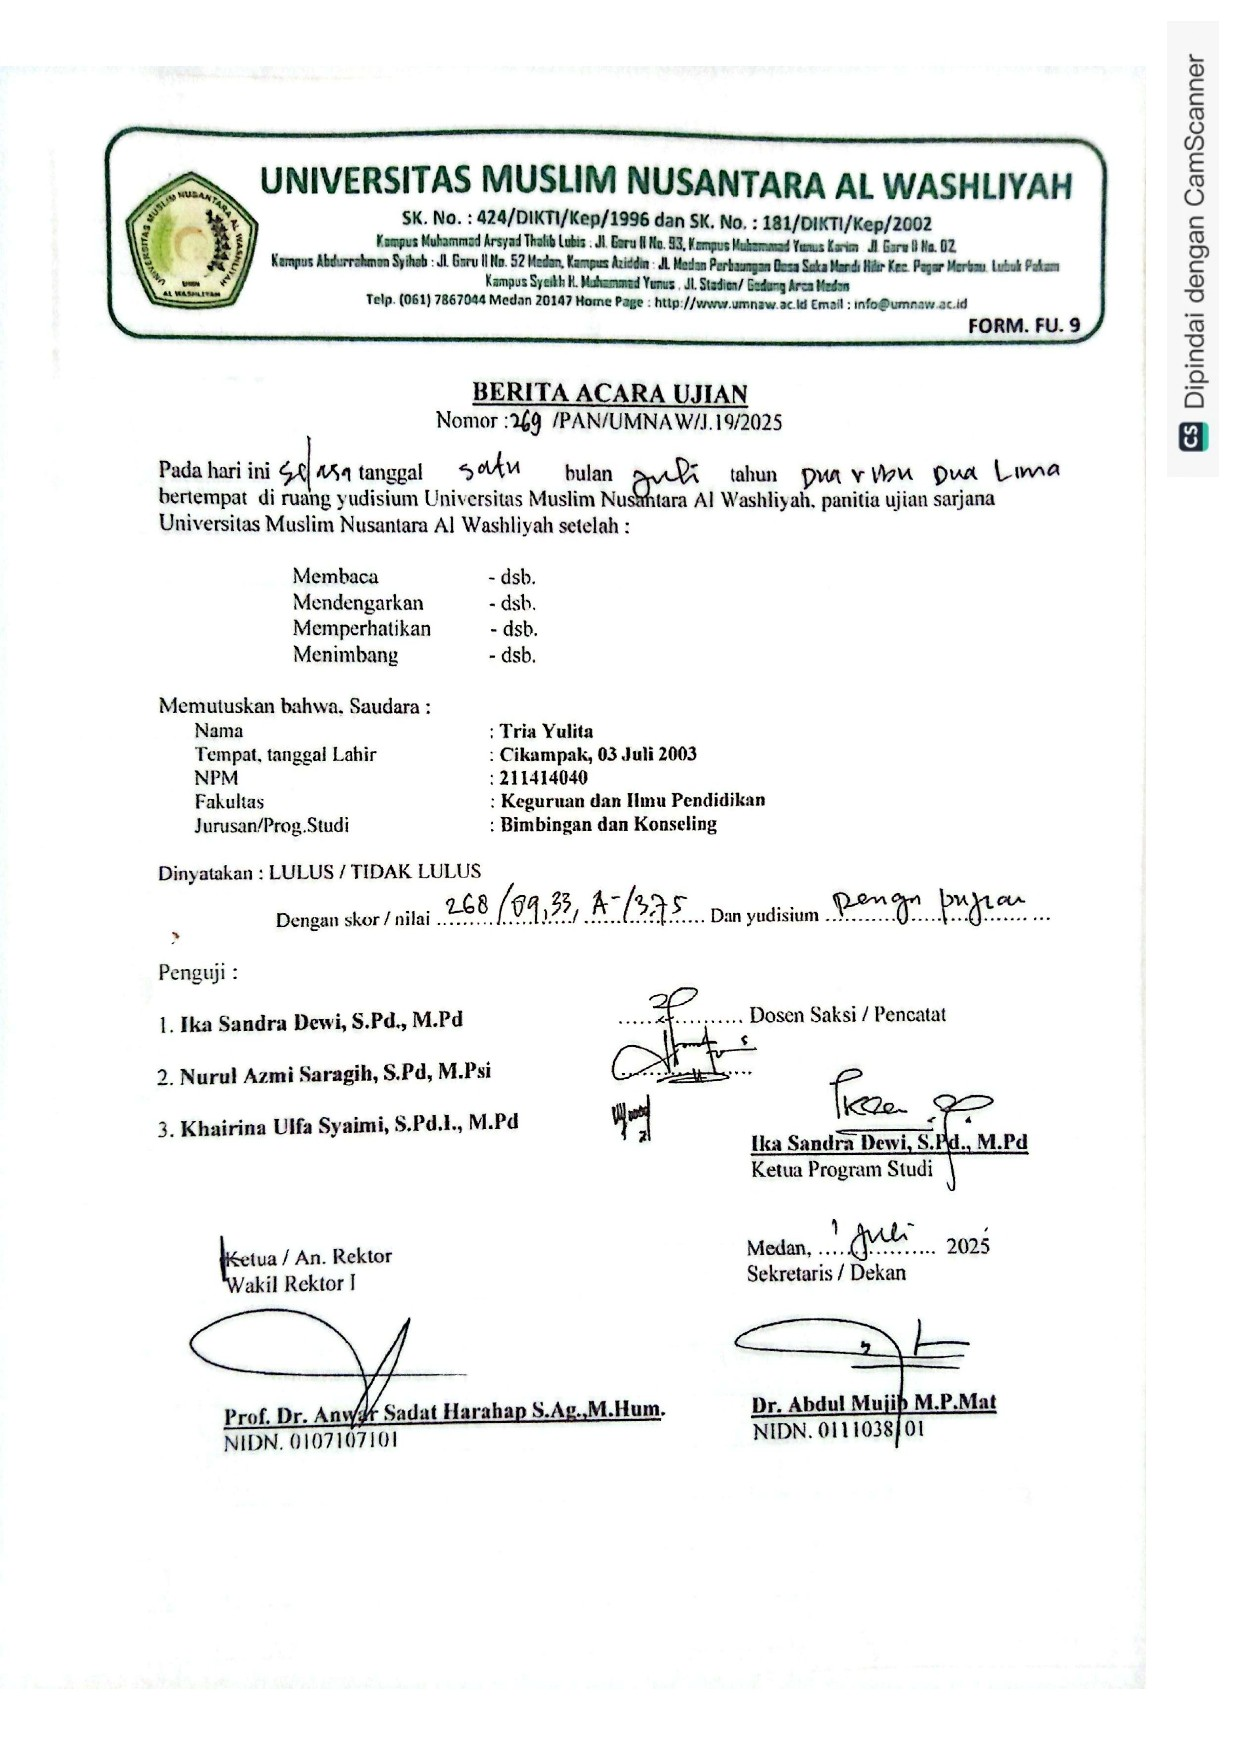 UNIVERSITAS MUSLIM NUSANTARA AL WASHLIYAH
SK. No. : 424/DIKTI/Kep/1996 dan SK. No. : 181/DIKTI/Kep/2002
Kampus Muhammad Arsyad Thalib Lubis : Jl. Garu II No. 93, Kampus Muhammad Yunus Karim Jl. Garu II No. 02,
Kampus Abdurrahman Syihab : Jl. Garu II No. 52 Medan, Kampus Aziddin : Jl. Medan Perbaungan Desa Suka Mandi Hilir Kec. Pagar Merbau, Lubuk Pakam
Kampus Syeikh H. Muhammad Yunus , Jl. Stadion/ Gedung Arca Medan
Telp. (061) 7867044 Medan 20147 Home Page : http://www.umnaw.ac.id Email : info@umnaw.ac.id
FORM. FU. 9
UNIVERSITAS MUSLIM NUSANTARA AL WASHLIYAH
UMN
AL WASHLIYAH
BERITA ACARA UJIAN
Nomor :269 /PAN/UMNAW/J.19/2025
Pada hari ini Selasa tanggal satu bulan Juli tahun Dua ribu Dua Lima
bertempat di ruang yudisium Universitas Muslim Nusantara Al Washliyah, panitia ujian sarjana
Universitas Muslim Nusantara Al Washliyah setelah :
Membaca - dsb.
Mendengarkan - dsb.
Memperhatikan - dsb.
Menimbang - dsb.
Memutuskan bahwa, Saudara :
Nama : Tria Yulita
Tempat, tanggal Lahir : Cikampak, 03 Juli 2003
NPM : 211414040
Fakultas : Keguruan dan Ilmu Pendidikan
Jurusan/Prog.Studi : Bimbingan dan Konseling
Dinyatakan : LULUS / TIDAK LULUS
Dengan skor / nilai 268 / 89,33, A-/3,75 Dan yudisium Dengn pujian
Penguji :
1. Ika Sandra Dewi, S.Pd., M.Pd
Dosen Saksi / Pencatat
2. Nurul Azmi Saragih, S.Pd, M.Psi
3. Khairina Ulfa Syaimi, S.Pd.I., M.Pd
Ika Sandra Dewi, S.Pd., M.Pd
Ketua Program Studi
Medan, 1 Juli 2025
Sekretaris / Dekan
Ketua / An. Rektor
Wakil Rektor I
Prof. Dr. Anwar Sadat Harahap S.Ag.,M.Hum.
NIDN. 0107107101
Dr. Abdul Mujib M.P.Mat
NIDN. 0111038101
CS Dipindai dengan CamScanner